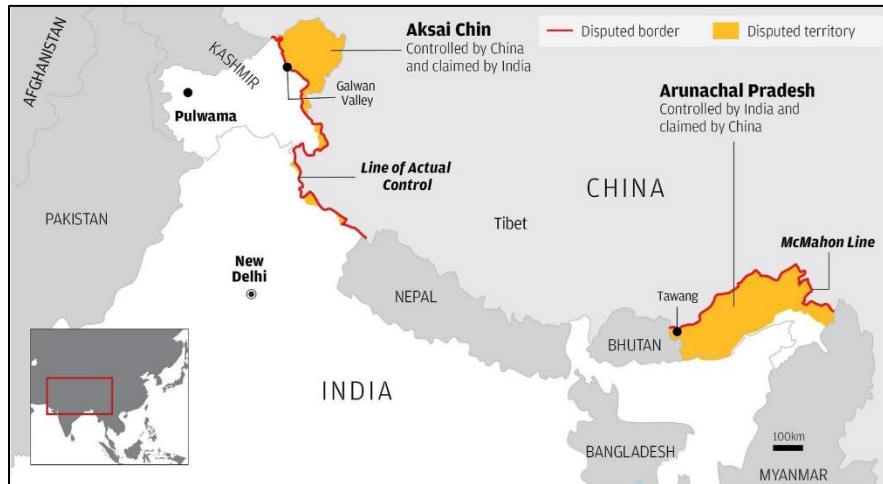 AFGHANISTAN
KASHMIR
Aksai Chin
Controlled by China
and claimed by India
Disputed border
Disputed territory
Galwan
Valley
Pulwama
Arunachal Pradesh
Controlled by India and
claimed by China
Line of Actual
Control
CHINA
PAKISTAN
Tibet
McMahon Line
New
Delhi
NEPAL
Tawang
BHUTAN
INDIA
BANGLADESH
100km
MYANMAR